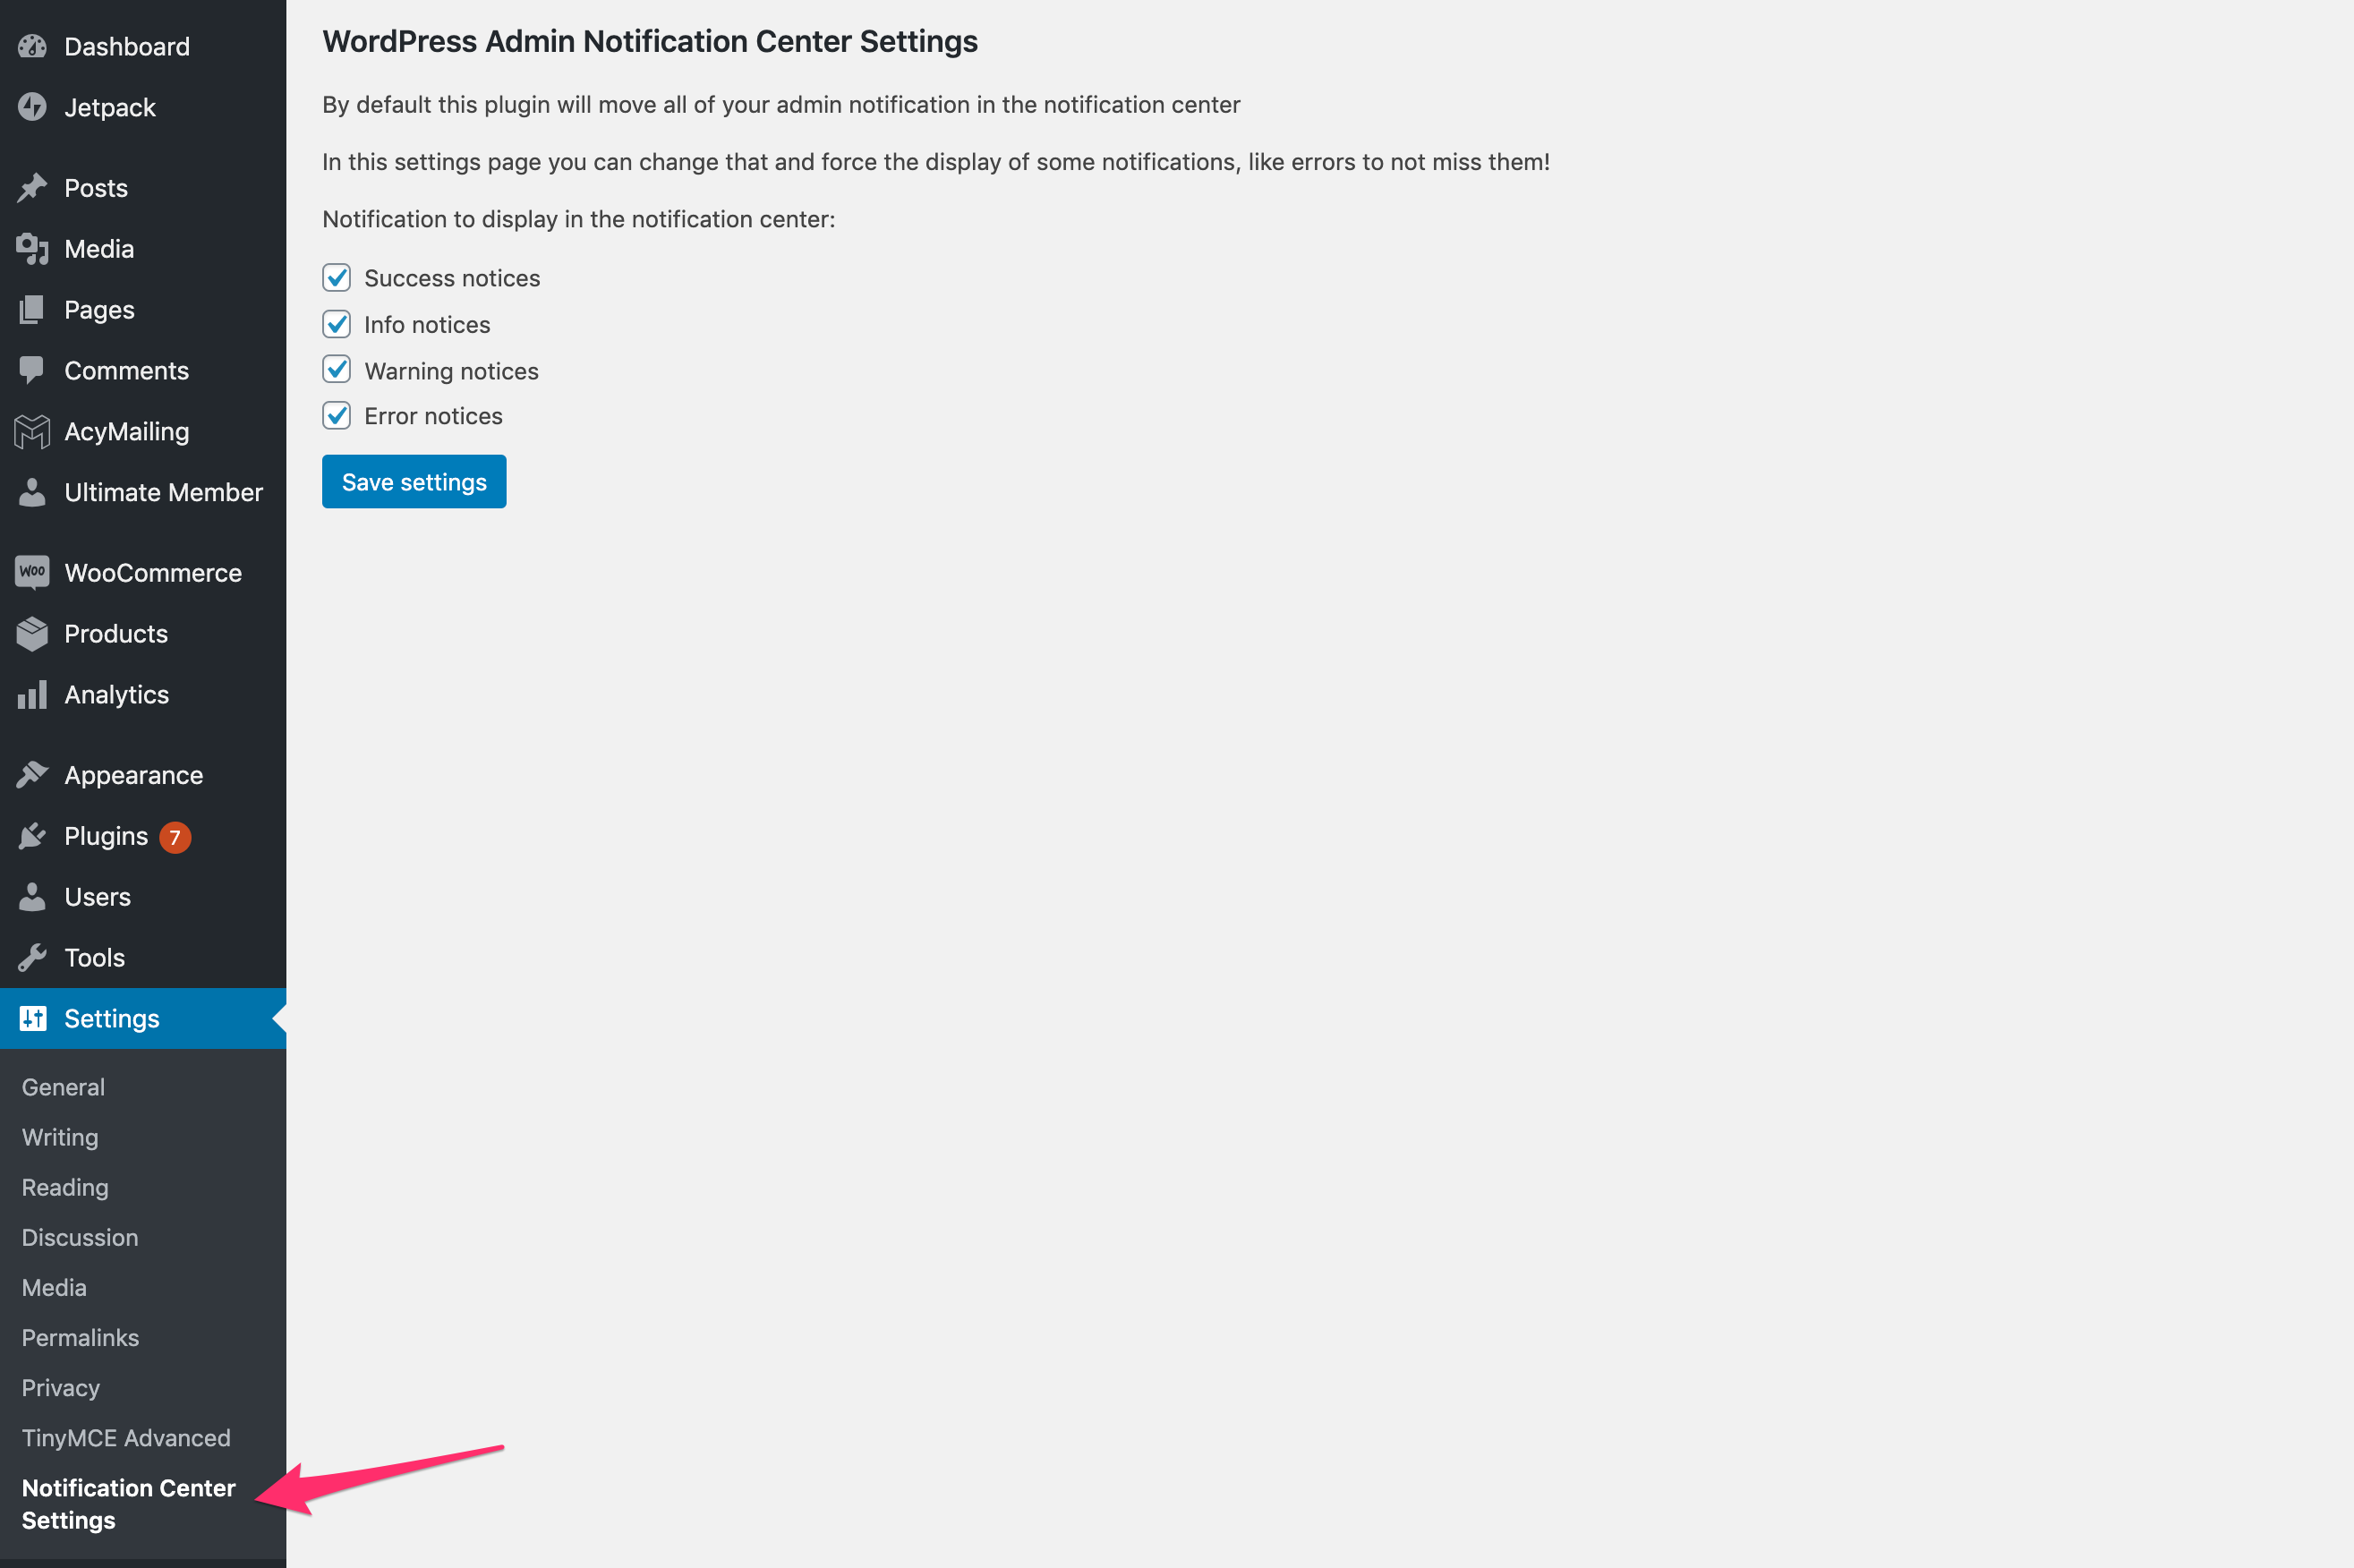 Dashboard
Jetpack
Posts
Media
Pages
Comments
AcyMailing
Ultimate Member
Woo
WooCommerce
Products
Analytics
Appearance
Plugins 7
Users
Tools
Settings
General
Writing
Reading
Discussion
Media
Permalinks
Privacy
TinyMCE Advanced
Notification Center
Settings
WordPress Admin Notification Center Settings
By default this plugin will move all of your admin notification in the notification center
In this settings page you can change that and force the display of some notifications, like errors to not miss them!
Notification to display in the notification center:
Success notices
Info notices
Warning notices
Error notices
Save settings